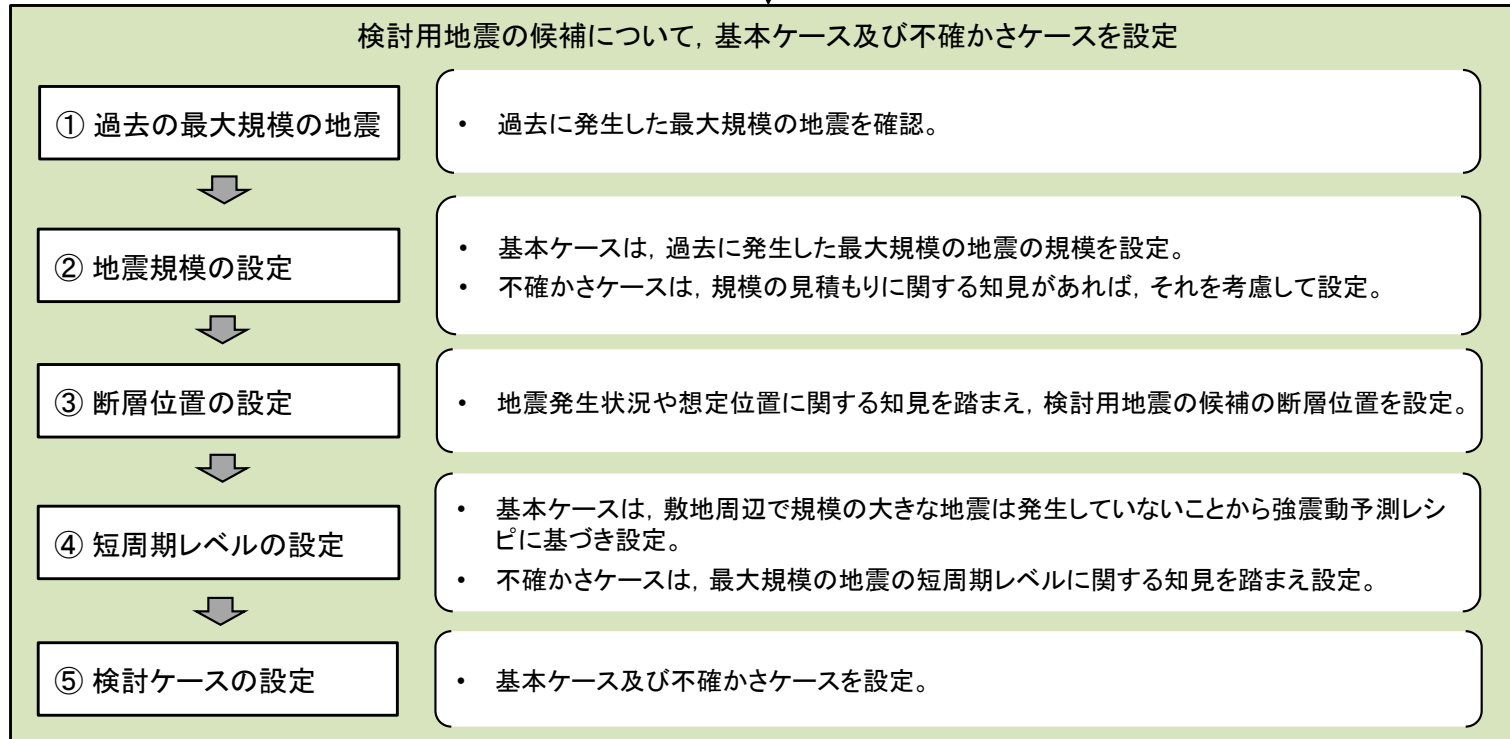 検討用地震の候補について，基本ケース及び不確かさケースを設定
① 過去の最大規模の地震
・ 過去に発生した最大規模の地震を確認。
② 地震規模の設定
・ 基本ケースは，過去に発生した最大規模の地震の規模を設定。
・ 不確かさケースは，規模の見積もりに関する知見があれば，それを考慮して設定。
③ 断層位置の設定
・ 地震発生状況や想定位置に関する知見を踏まえ，検討用地震の候補の断層位置を設定。
④ 短周期レベルの設定
・ 基本ケースは，敷地周辺で規模の大きな地震は発生していないことから強震動予測レシ
ピに基づき設定。
・ 不確かさケースは，最大規模の地震の短周期レベルに関する知見を踏まえ設定。
⑤ 検討ケースの設定
・ 基本ケース及び不確かさケースを設定。